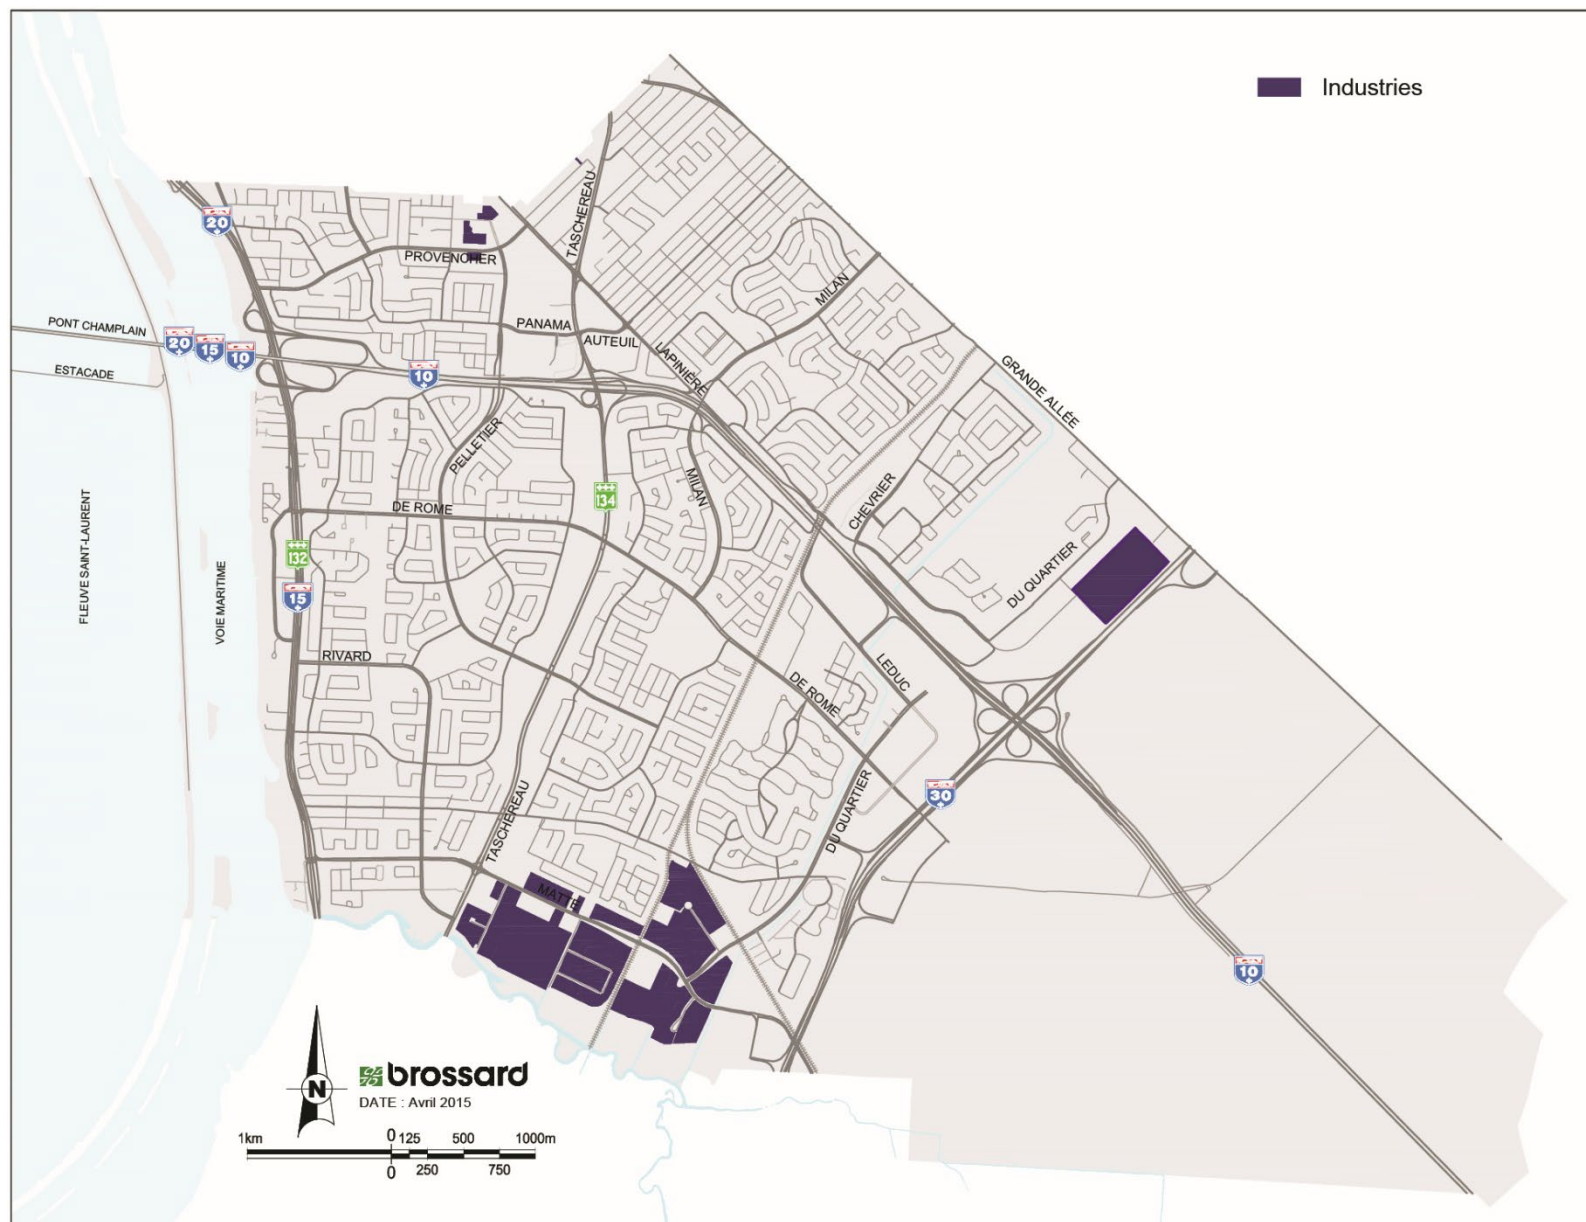 Industries
20
TASCHEREAU
PROVENCHER
MILAN
PONT CHAMPLAIN
20
15
10
PANAMA
AUTEUIL
LAPINIÈRE
ESTACADE
10
GRANDE ALLÉE
PELLETIER
MILAN
CHEVRIER
134
DE ROME
FLEUVE SAINT-LAURENT
VOIE MARITIME
132
15
DU QUARTIER
RIVARD
LEDUC
DE ROME
30
DU QUARTIER
TASCHEREAU
MATTE
10
N
brossard
DATE : Avril 2015
1km 0 125 500 1000m
0 250 750